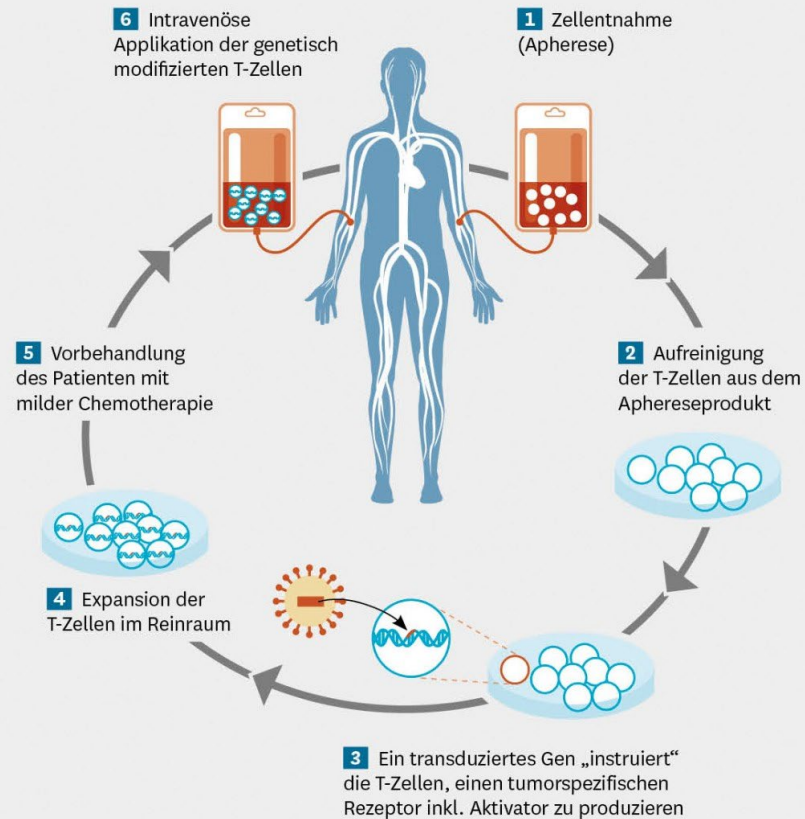 6 Intravenöse
Applikation der genetisch
modifizierten T-Zellen
1 Zellentnahme
(Apherese)
2 Aufreinigung
der T-Zellen aus dem
Aphereseprodukt
3 Ein transduziertes Gen „instruiert“
die T-Zellen, einen tumorspezifischen
Rezeptor inkl. Aktivator zu produzieren
4 Expansion der
T-Zellen im Reinraum
5 Vorbehandlung
des Patienten mit
milder Chemotherapie